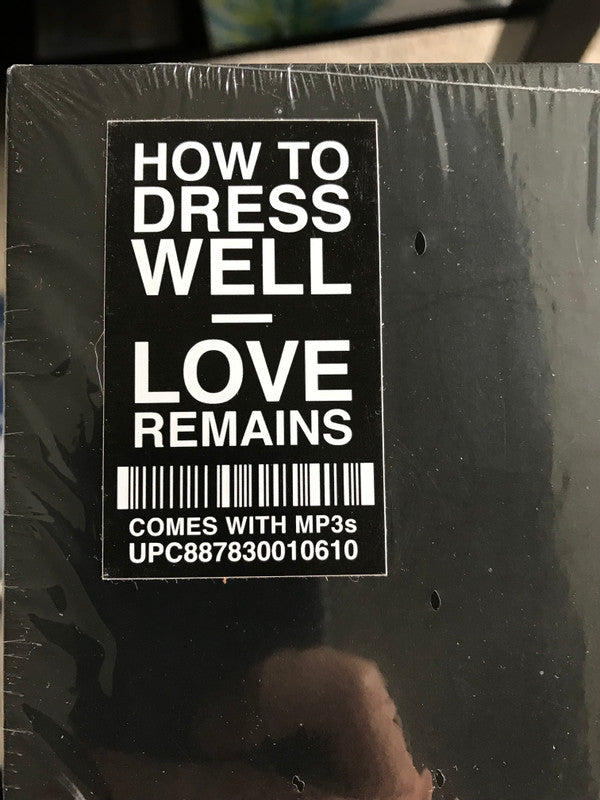 HOW TO
DRESS
WELL
—
LOVE
REMAINS
COMES WITH MP3s
UPC887830010610